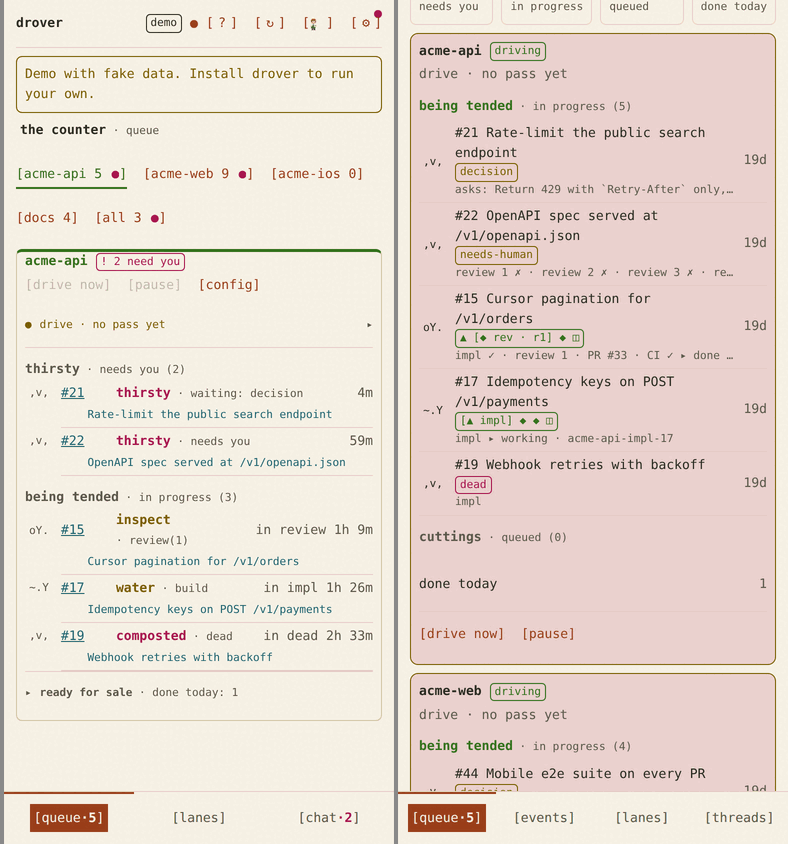 drover demo ● [?] [↻] [ ] [⚙]
Demo with fake data. Install drover to run
your own.
the counter · queue
[acme-api 5 ●] [acme-web 9 ●] [acme-ios 0]
[docs 4] [all 3 ●]
acme-api ! 2 need you
[drive now] [pause] [config]
● drive · no pass yet ▸
thirsty · needs you (2)
,v, #21 thirsty · waiting: decision 4m
Rate-limit the public search endpoint
,v, #22 thirsty · needs you 59m
OpenAPI spec served at /v1/openapi.json
being tended · in progress (3)
oY. #15 inspect
· review(1) in review 1h 9m
Cursor pagination for /v1/orders
~.Y #17 water · build in impl 1h 26m
Idempotency keys on POST /v1/payments
,v, #19 composted · dead in dead 2h 33m
Webhook retries with backoff
▸ ready for sale · done today: 1
[queue·5] [lanes] [chat·2]
needs you in progress queued done today
acme-api driving
drive · no pass yet
being tended · in progress (5)
#21 Rate-limit the public search
,v, endpoint 19d
decision
asks: Return 429 with `Retry-After` only,…
#22 OpenAPI spec served at
,v, /v1/openapi.json 19d
needs-human
review 1 ✗ · review 2 ✗ · review 3 ✗ · re…
#15 Cursor pagination for
oY. /v1/orders 19d
▲ [◆ rev · r1] ◆ ◫
impl ✓ · review 1 · PR #33 · CI ✓ ▸ done …
#17 Idempotency keys on POST
~.Y /v1/payments 19d
[▲ impl] ◆ ◆ ◫
impl ▸ working · acme-api-impl-17
#19 Webhook retries with backoff
,v, dead 19d
impl
cuttings · queued (0)
done today 1
[drive now] [pause]
acme-web driving
drive · no pass yet
being tended · in progress (4)
#44 Mobile e2e suite on every PR
decision 19d
[queue·5] [events] [lanes] [threads]